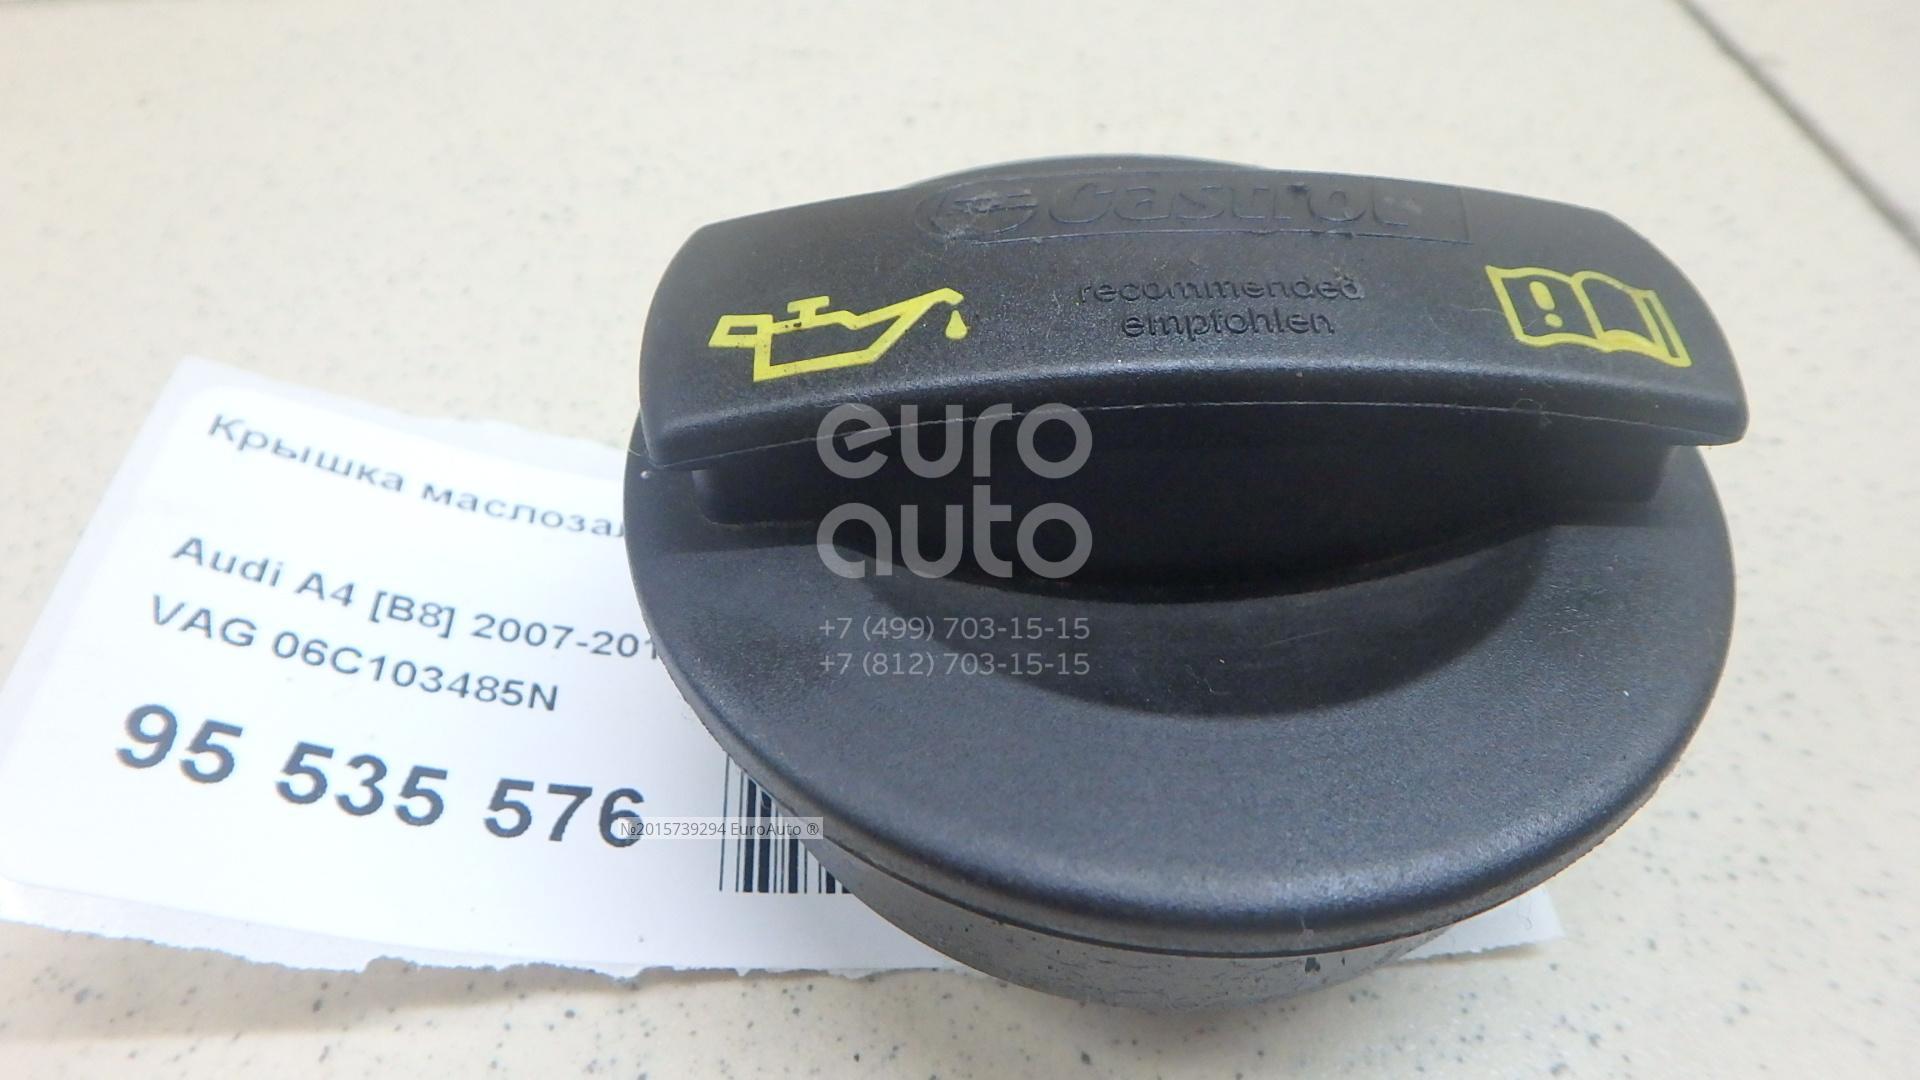 Castrol
recommended
empfohlen
euro
auto
+7 (499) 703-15-15
+7 (812) 703-15-15
Крышка
Audi A4 [B8] 2007-201
VAG 06C103485N
95 535 576
№2015739294 EuroAuto ®